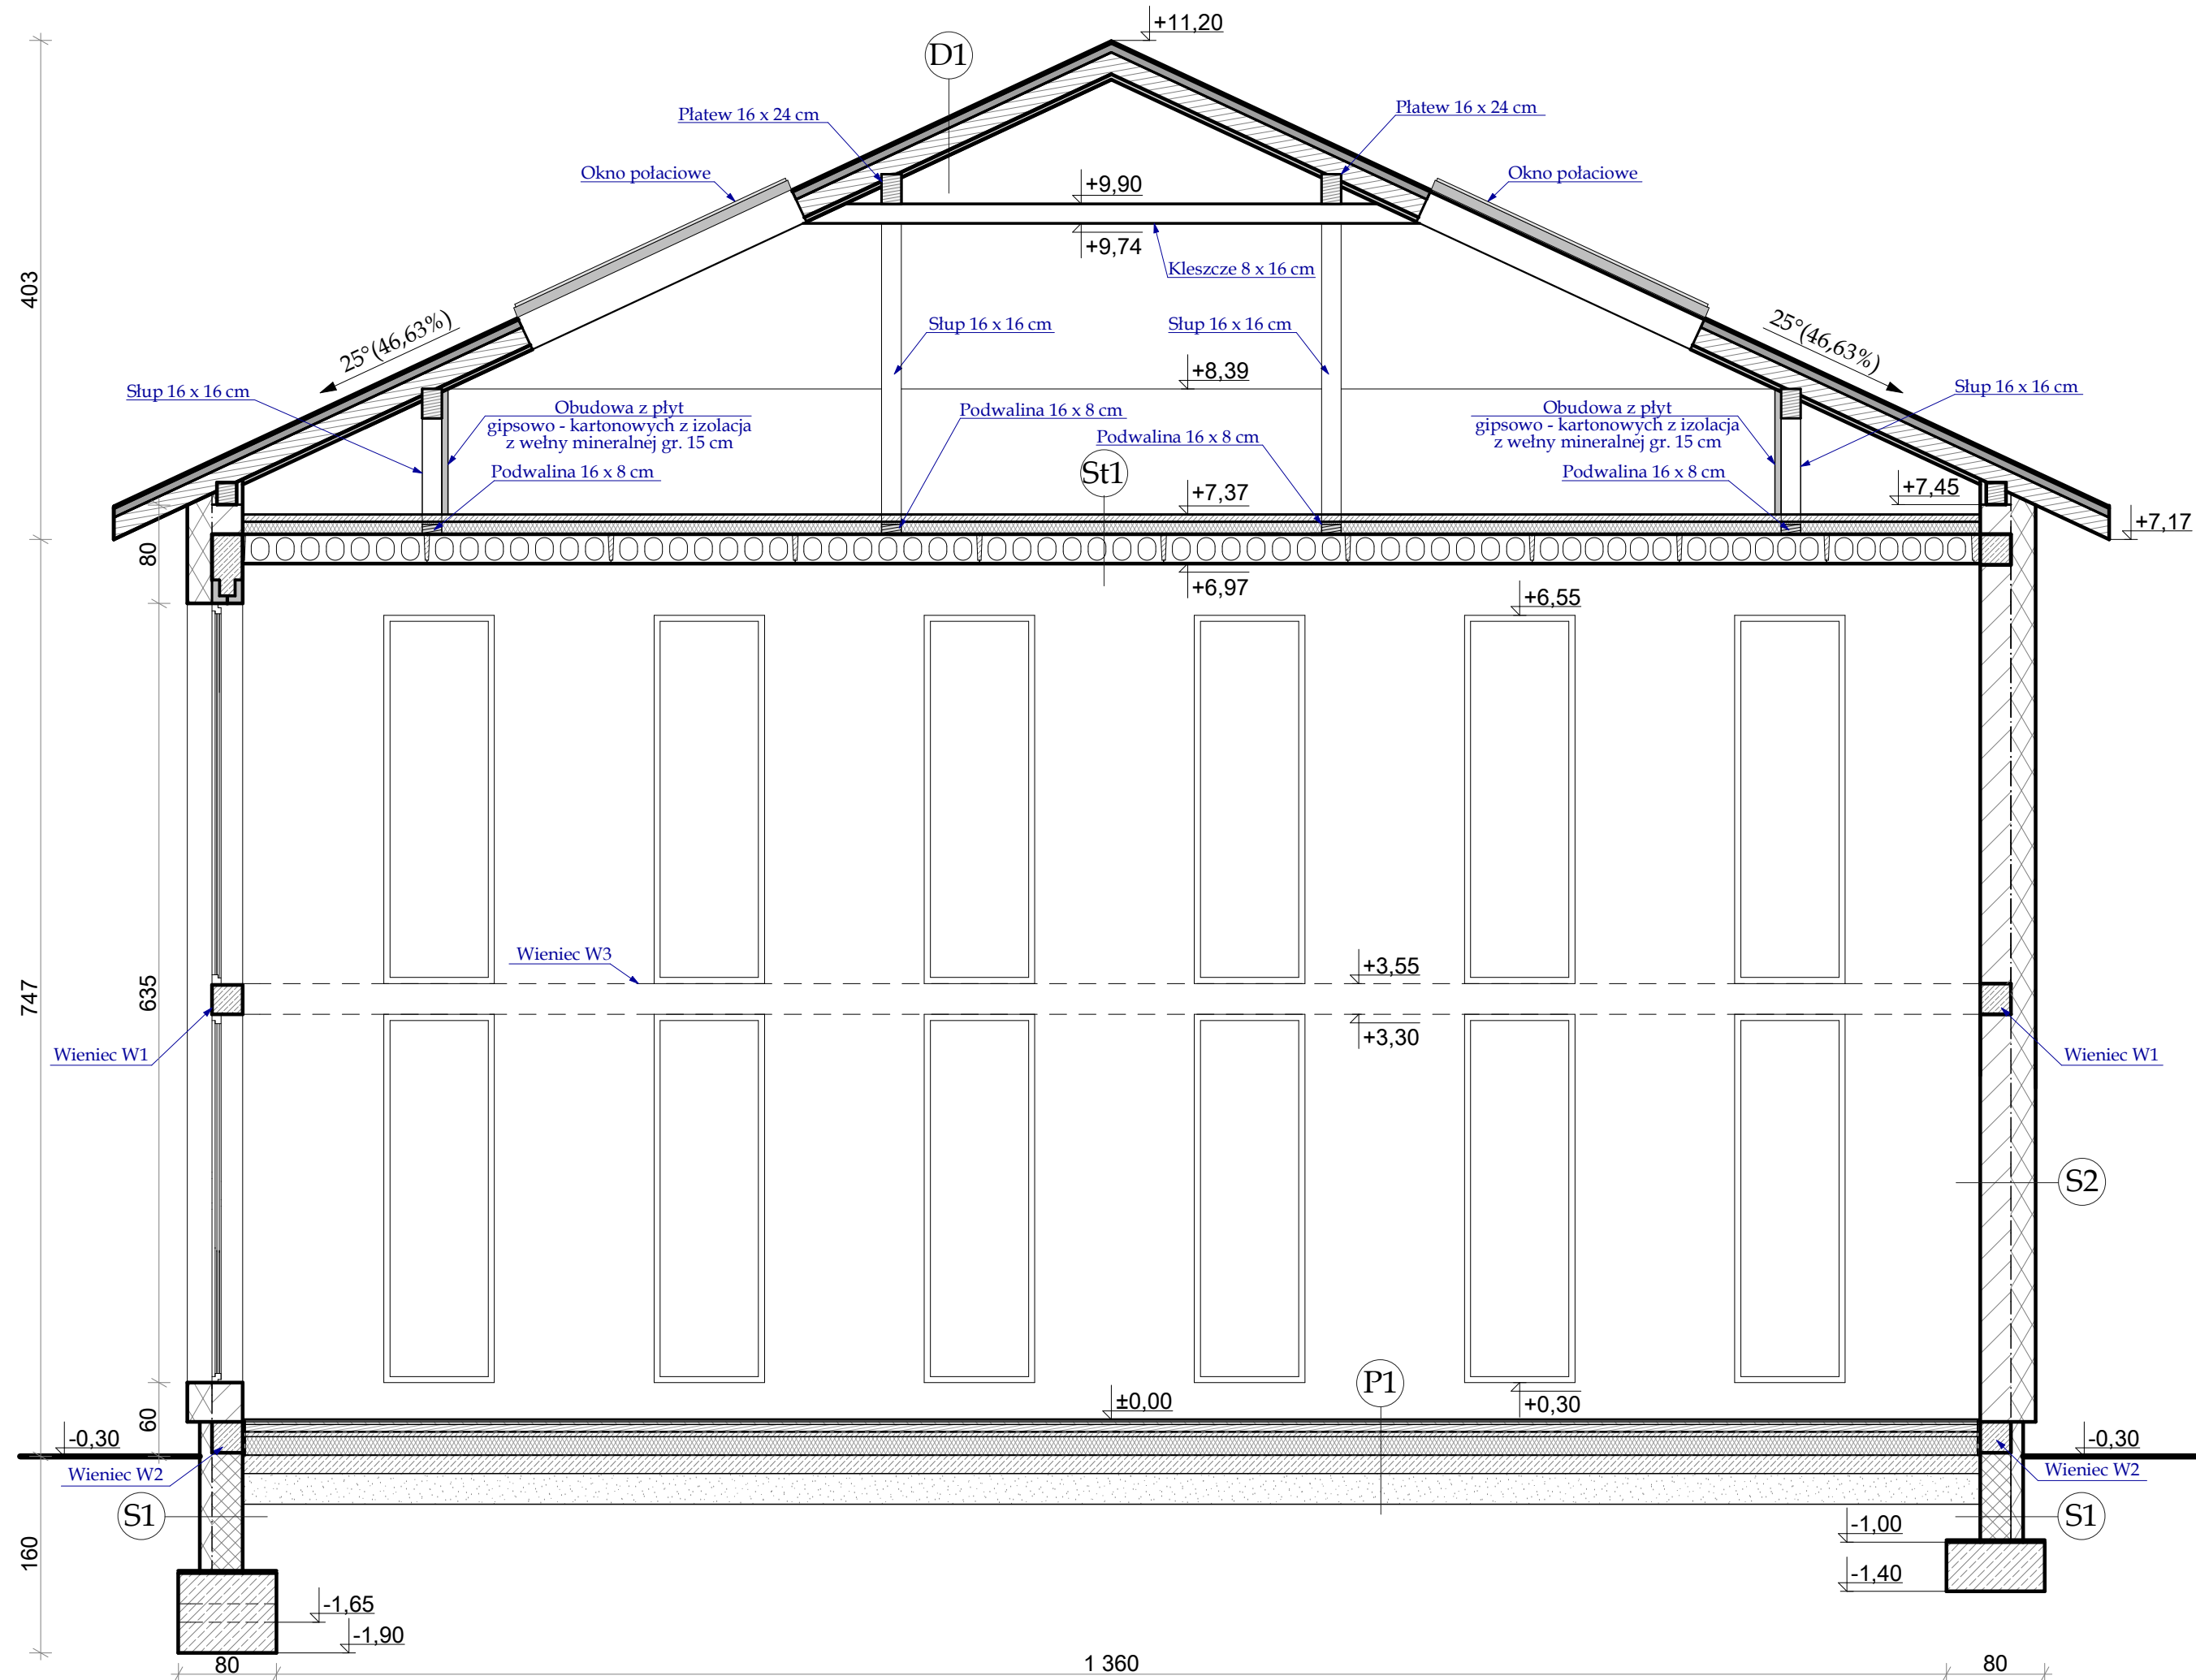 +11,20
D1
Płatew 16 x 24 cm
Płatew 16 x 24 cm
Okno połaciowe
Okno połaciowe
+9,90
+9,74
Kleszcze 8 x 16 cm
403
25°(46,63%)
25°(46,63%)
Słup 16 x 16 cm
Słup 16 x 16 cm
+8,39
Słup 16 x 16 cm
Słup 16 x 16 cm
Obudowa z płyt
gipsowo - kartonowych z izolacja
z wełny mineralnej gr. 15 cm
Podwalina 16 x 8 cm
Podwalina 16 x 8 cm
Obudowa z płyt
gipsowo - kartonowych z izolacja
z wełny mineralnej gr. 15 cm
Podwalina 16 x 8 cm
Podwalina 16 x 8 cm
St1
+7,37
+7,45
+7,17
80
+6,97
+6,55
Wieniec W3
+3,55
747
635
+3,30
Wieniec W1
Wieniec W1
S2
P1
±0,00
+0,30
60
-0,30
-0,30
Wieniec W2
Wieniec W2
S1
S1
-1,00
160
-1,40
-1,65
-1,90
80
1 360
80